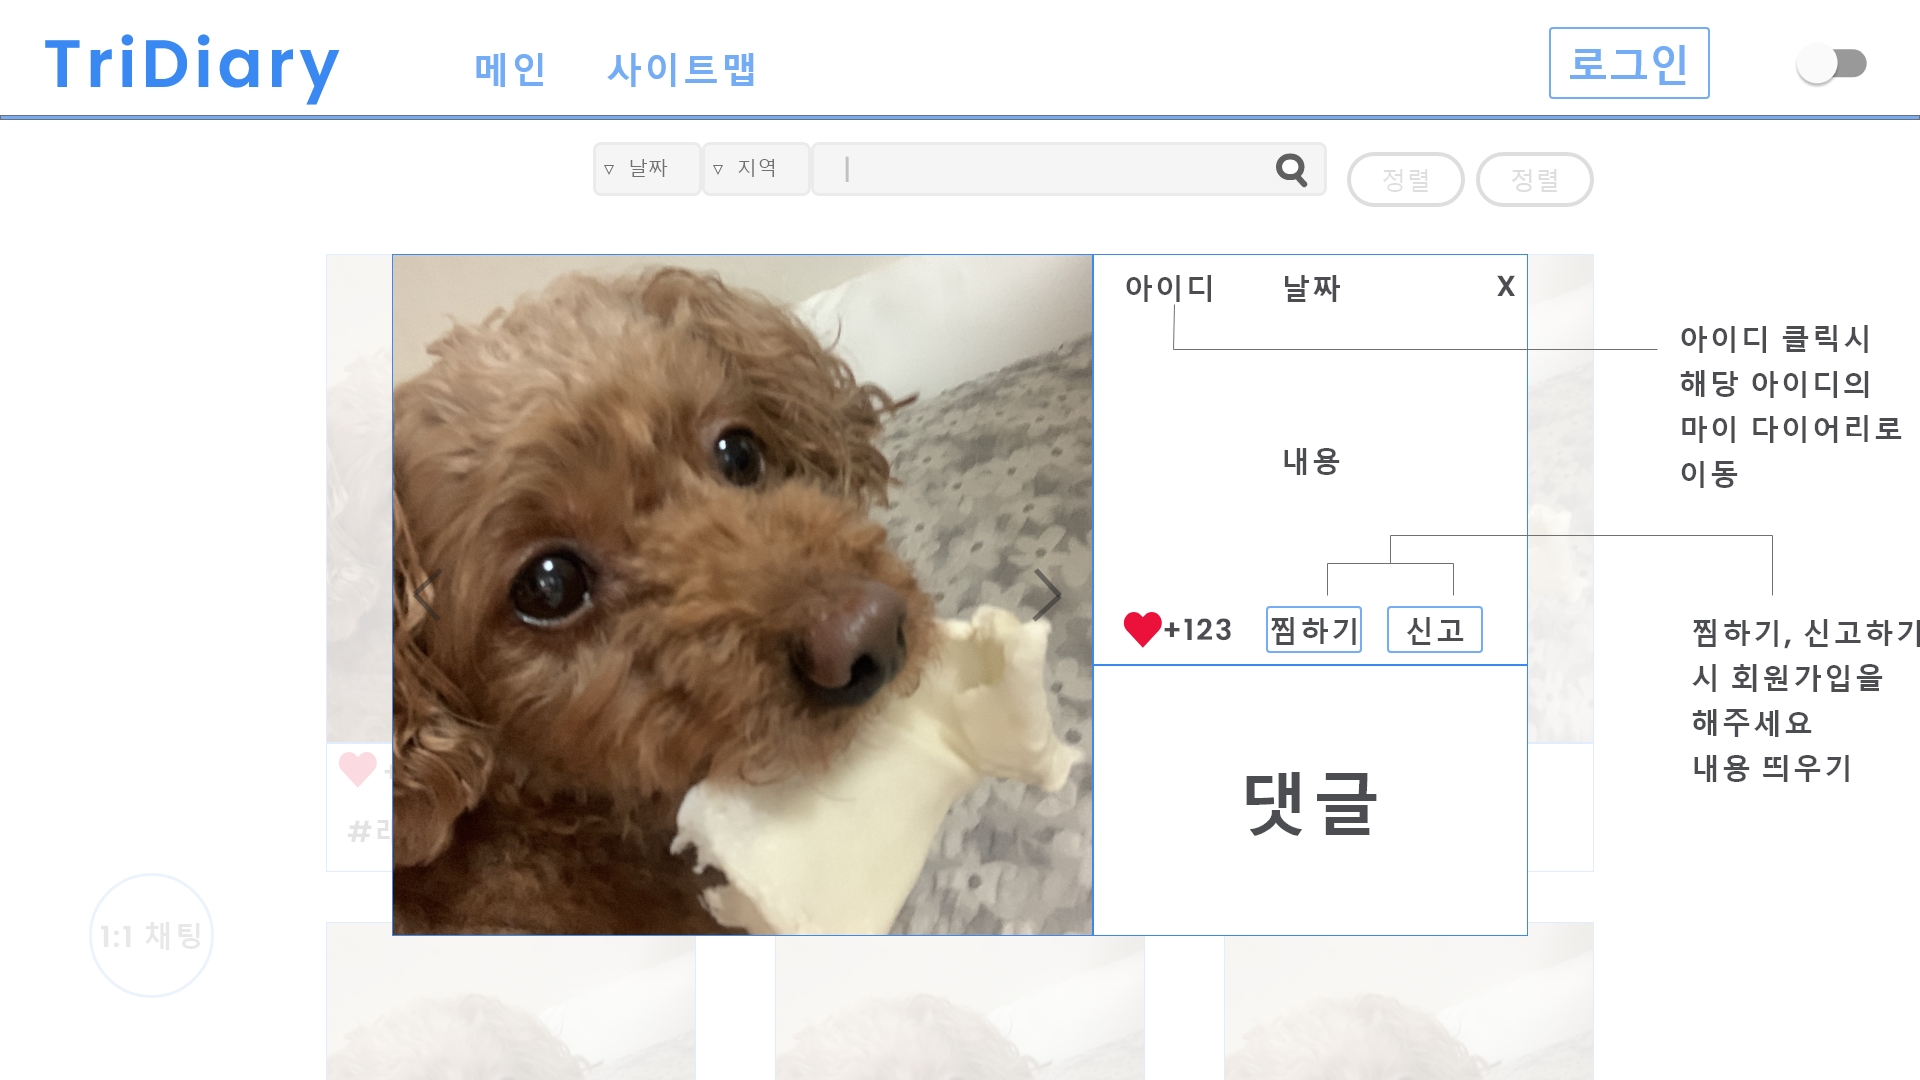 TriDiary 메인 사이트맵 로그인
▽ 날짜 ▽ 지역 정렬 정렬
아이디 날짜 X
아이디 클릭시
해당 아이디의
마이 다이어리로
이동
내용
+123 찜하기 신고
찜하기, 신고하기
시 회원가입을
해주세요
내용 띄우기
댓글
1:1 채팅